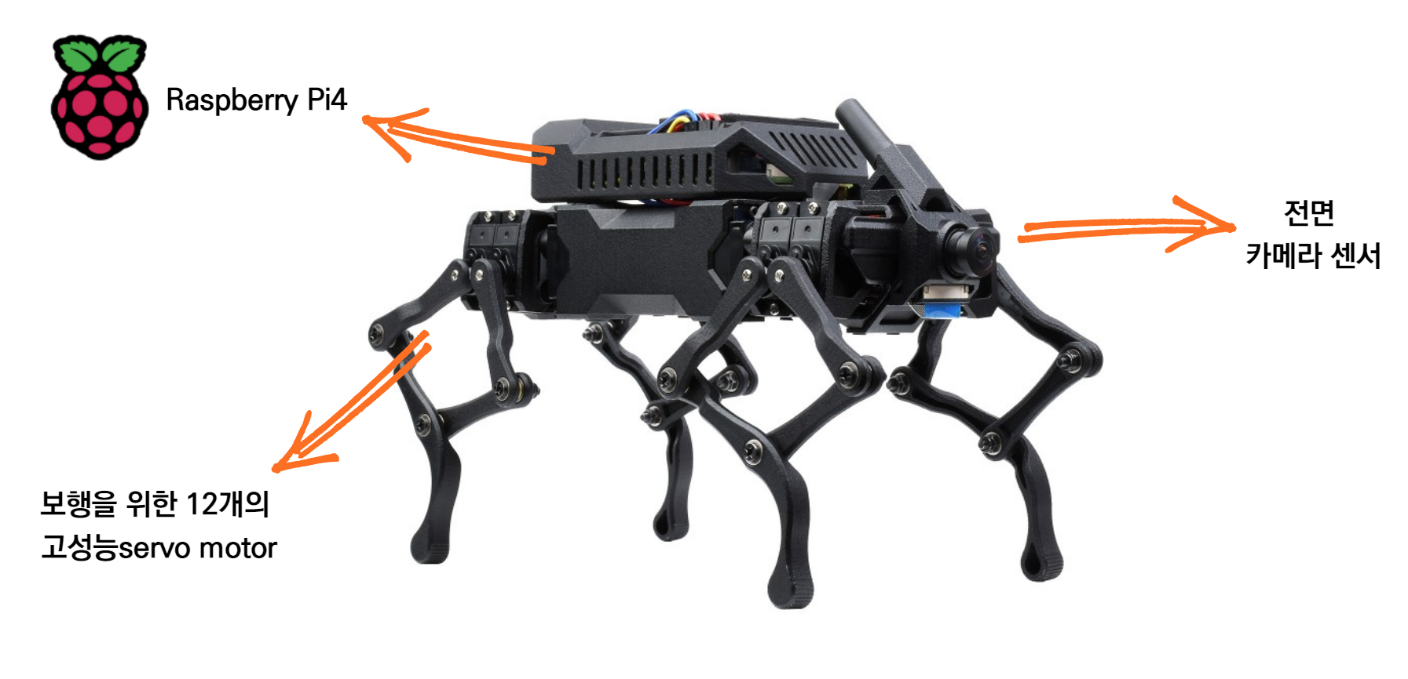 Raspberry Pi4
전면
카메라 센서
보행을 위한 12개의
고성능servo motor